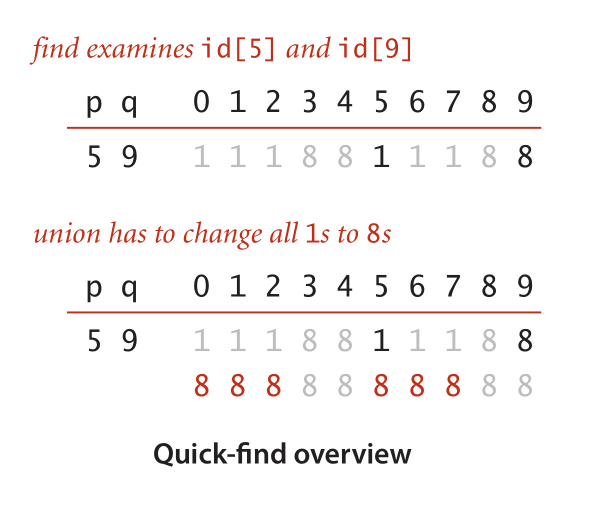 find examines id[5] and id[9]
p q 0 1 2 3 4 5 6 7 8 9
5 9 1 1 1 8 8 1 1 1 8 8
union has to change all 1s to 8s
p q 0 1 2 3 4 5 6 7 8 9
5 9 1 1 1 8 8 1 1 1 8 8
8 8 8 8 8 8 8 8 8 8
Quick-find overview